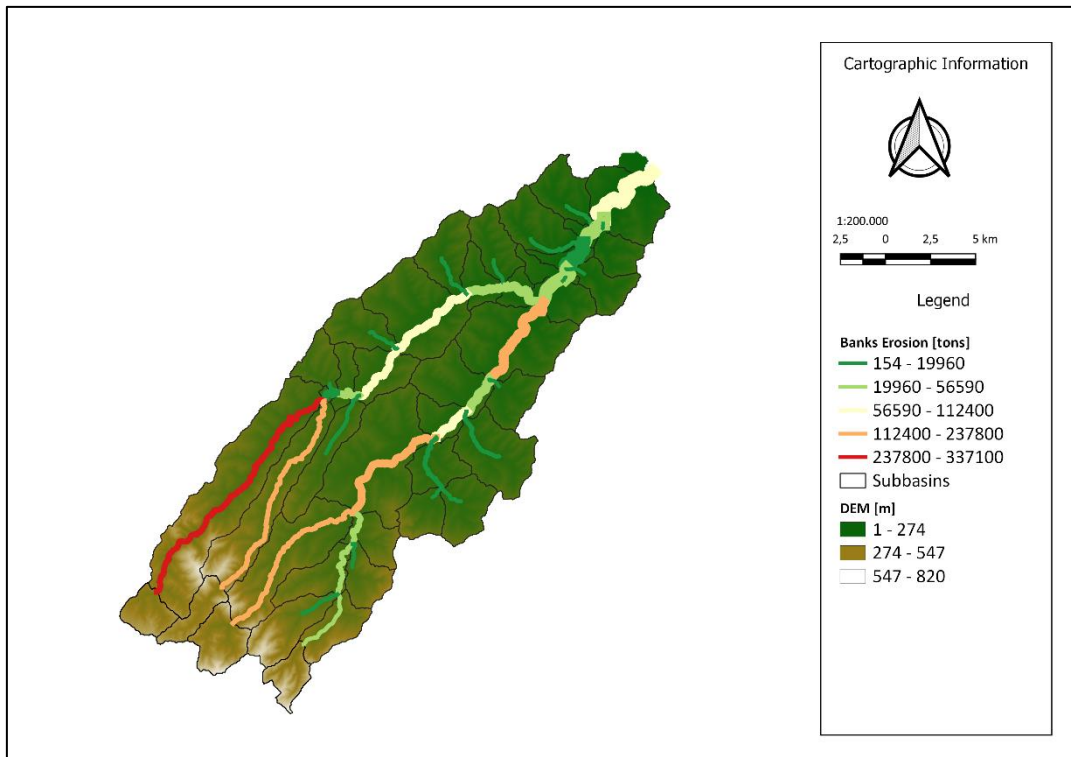 Cartographic Information
1:200.000
2,5 0 2,5 5 km
Legend
Banks Erosion [tons]
154 - 19960
19960 - 56590
56590 - 112400
112400 - 237800
237800 - 337100
Subbasins
DEM [m]
1 - 274
274 - 547
547 - 820